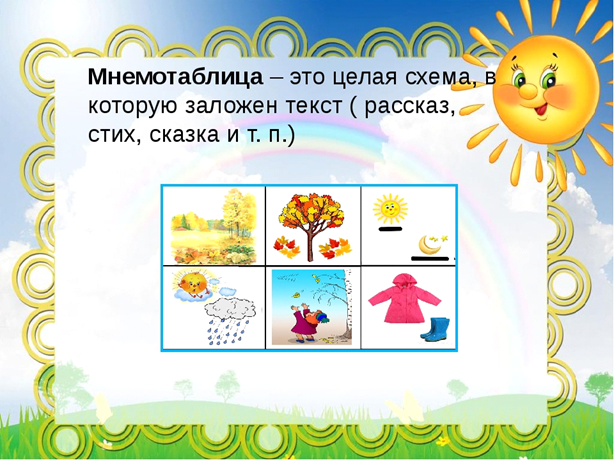 Мнемотаблица – это целая схема, в
которую заложен текст ( рассказ,
стих, сказка и т. п.)